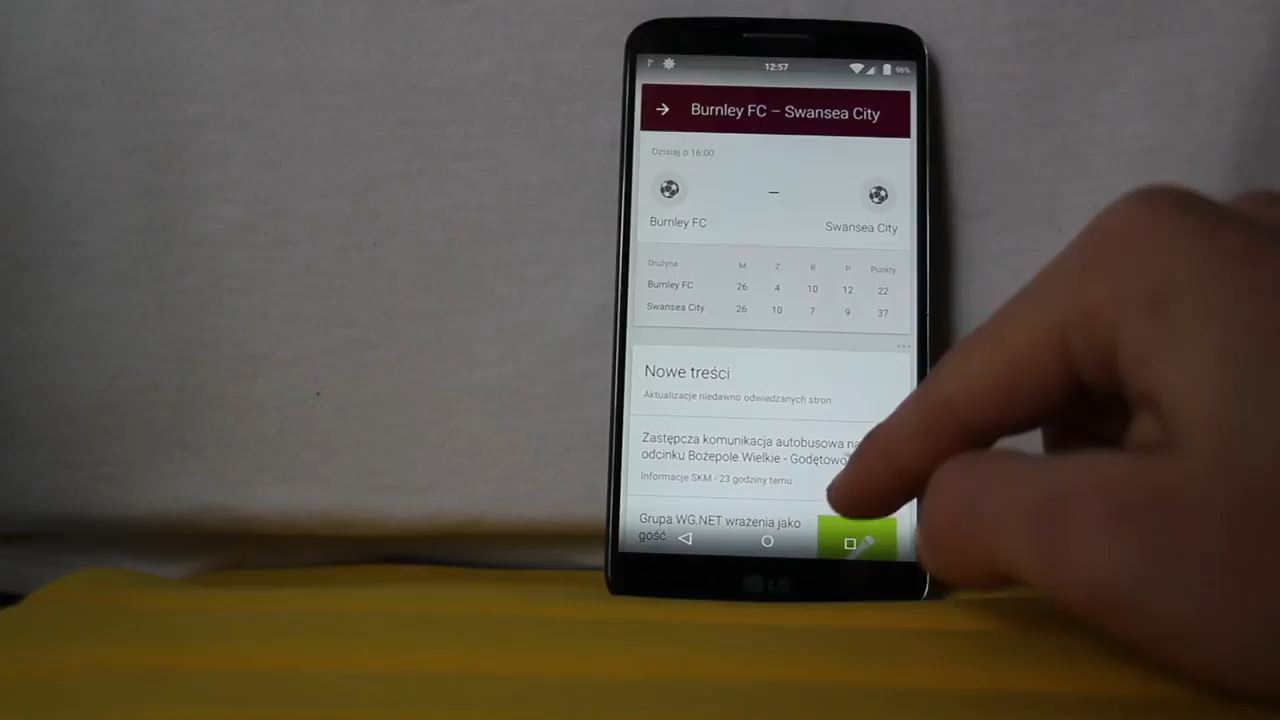 12:57
96%
Burnley FC – Swansea City
Dzisiaj o 16:00
–
Burnley FC
Swansea City
Drużyna M Z R P Punkty
Burnley FC 26 4 10 12 22
Swansea City 26 10 7 9 37
Nowe treści
Aktualizacje niedawno odwiedzanych stron
Zastępcza komunikacja autobusowa na
odcinku Bożepole Wielkie - Godętowo
Informacje SKM - 23 godziny temu
Grupa WG.NET wrażenia jako
gość
LG